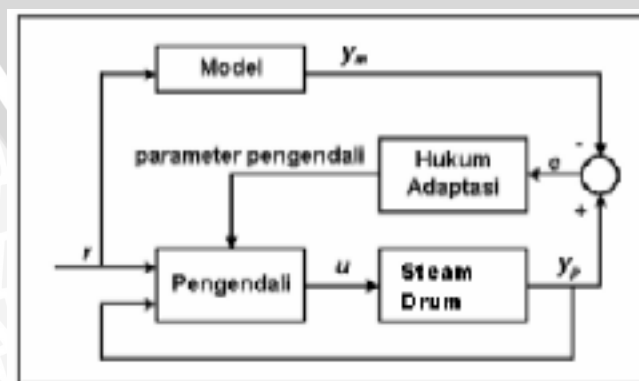 Model
yₘ
parameter pengendali
Hukum
Adaptasi
e
-
+
r
Pengendali
u
Steam
Drum
yₚ